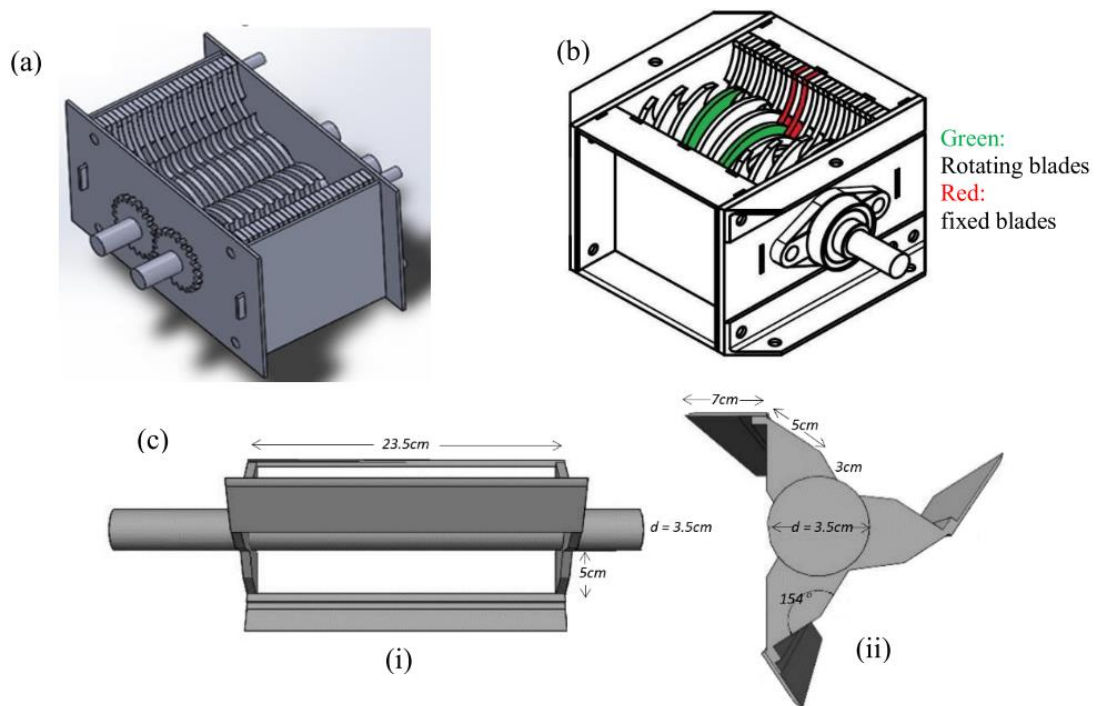 (a)
(b)
Green:
Rotating blades
Red:
fixed blades
(c)
23.5cm
d = 3.5cm
5cm
(i)
7cm
5cm
3cm
d = 3.5cm
154°
(ii)